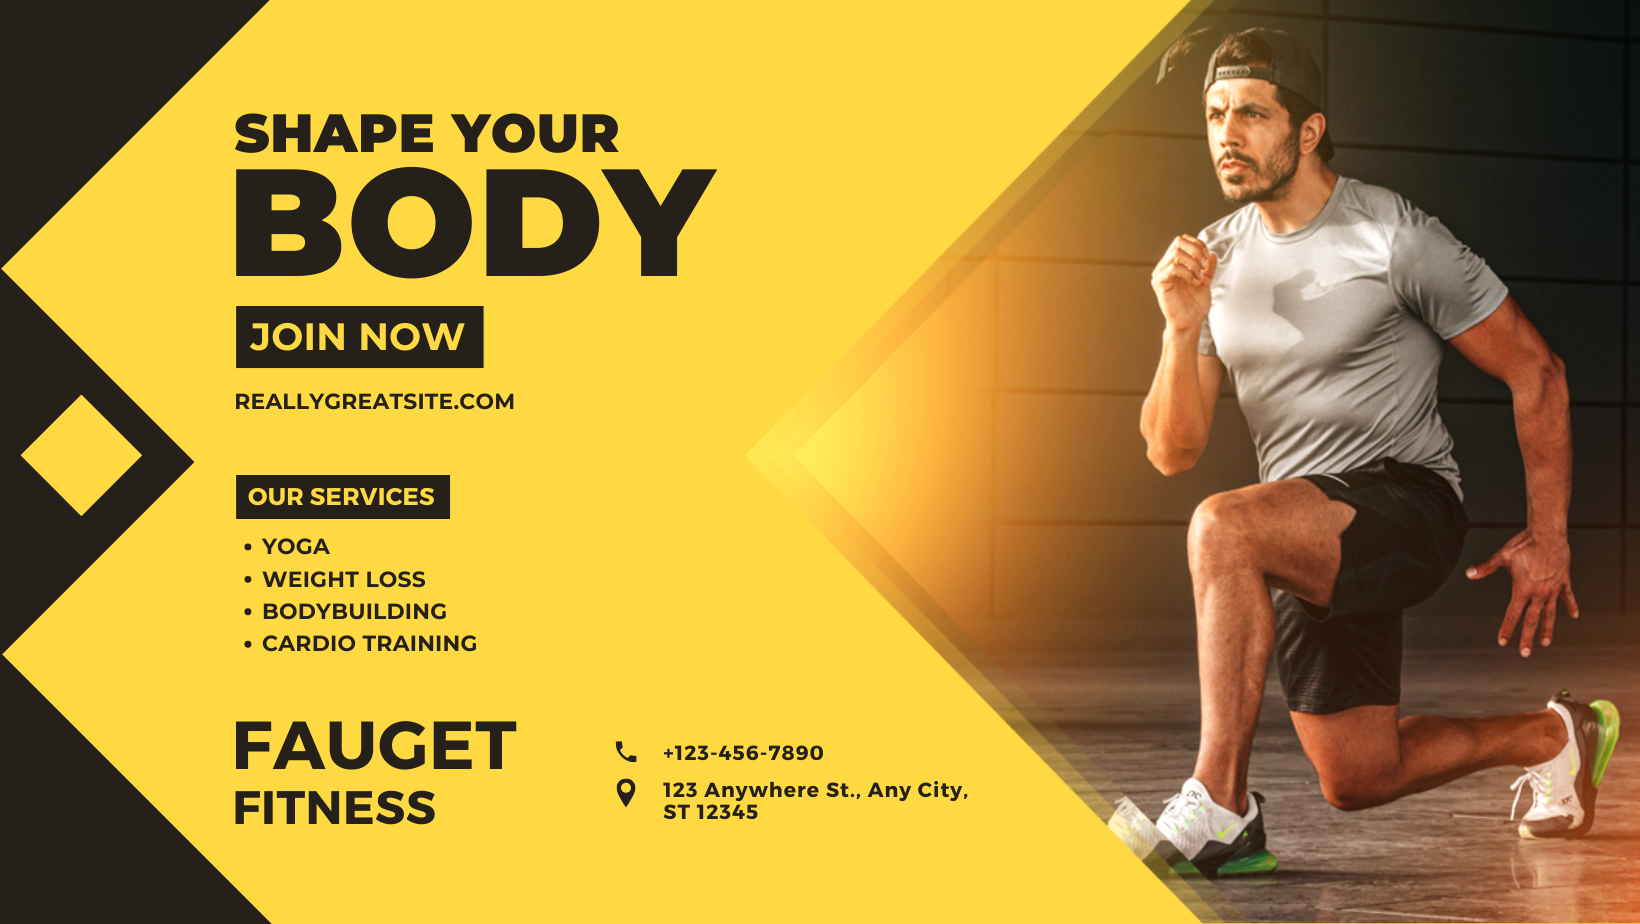 SHAPE YOUR
BODY
JOIN NOW
REALLYGREATSITE.COM
OUR SERVICES
• YOGA
• WEIGHT LOSS
• BODYBUILDING
• CARDIO TRAINING
FAUGET
FITNESS
+123-456-7890
123 Anywhere St., Any City,
ST 12345